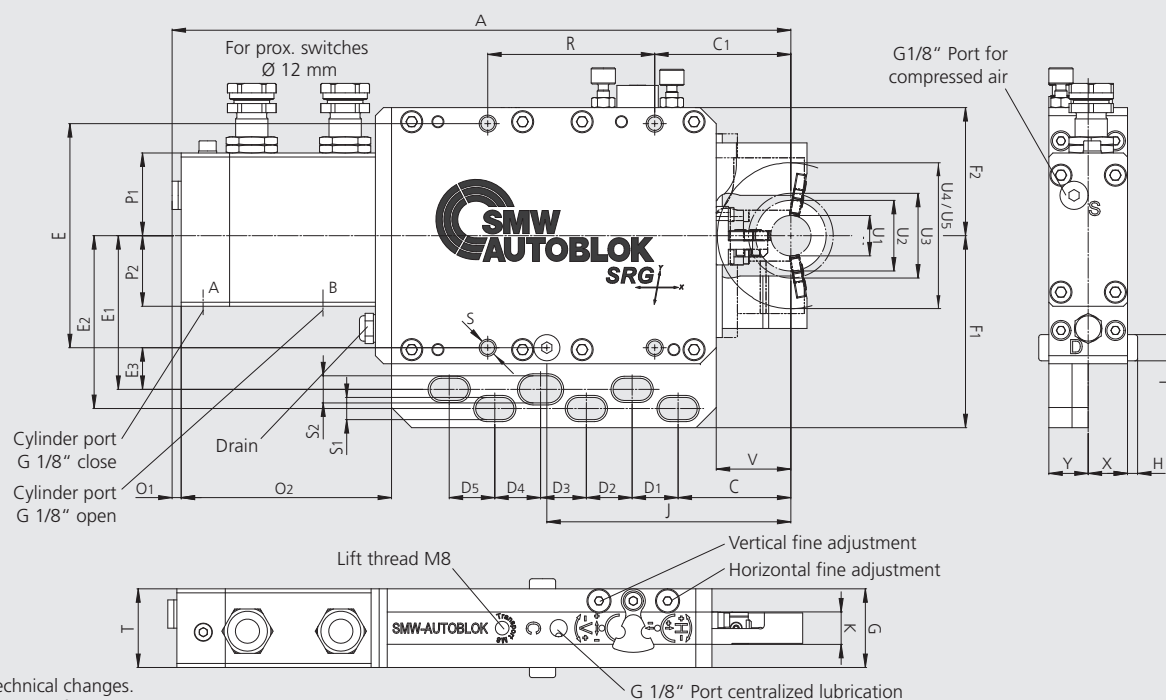 A
For prox. switches
Ø 12 mm
R
C1
G1/8“ Port for
compressed air
E
P1
P2
E1
E2
E3
SMW
AUTOBLOK
SRG
Y
X
U1
U2
U3
U4 / U5
F2
F1
S
A
B
S
D
S2
S1
Cylinder port
G 1/8“ close
Drain
Cylinder port
G 1/8“ open
O1
O2
D5
D4
D3
D2
D1
V
C
J
Y
X
H
I
Lift thread M8
Vertical fine adjustment
Horizontal fine adjustment
T
SMW-AUTOBLOK
Transport
M8
C
V
H
K
G
G 1/8“ Port centralized lubrication
echnical changes.